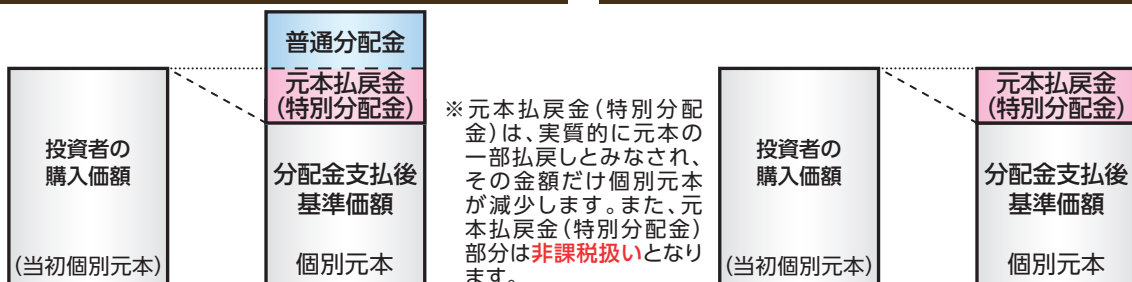 投資者の
購入価額
(当初個別元本)
普通分配金
元本払戻金
(特別分配金)
分配金支払後
基準価額
個別元本
※元本払戻金(特別分配
金)は、実質的に元本の
一部払戻しとみなされ、
その金額だけ個別元本
が減少します。また、元
本払戻金(特別分配金)
部分は非課税扱いとなり
ます。
投資者の
購入価額
(当初個別元本)
元本払戻金
(特別分配金)
分配金支払後
基準価額
個別元本